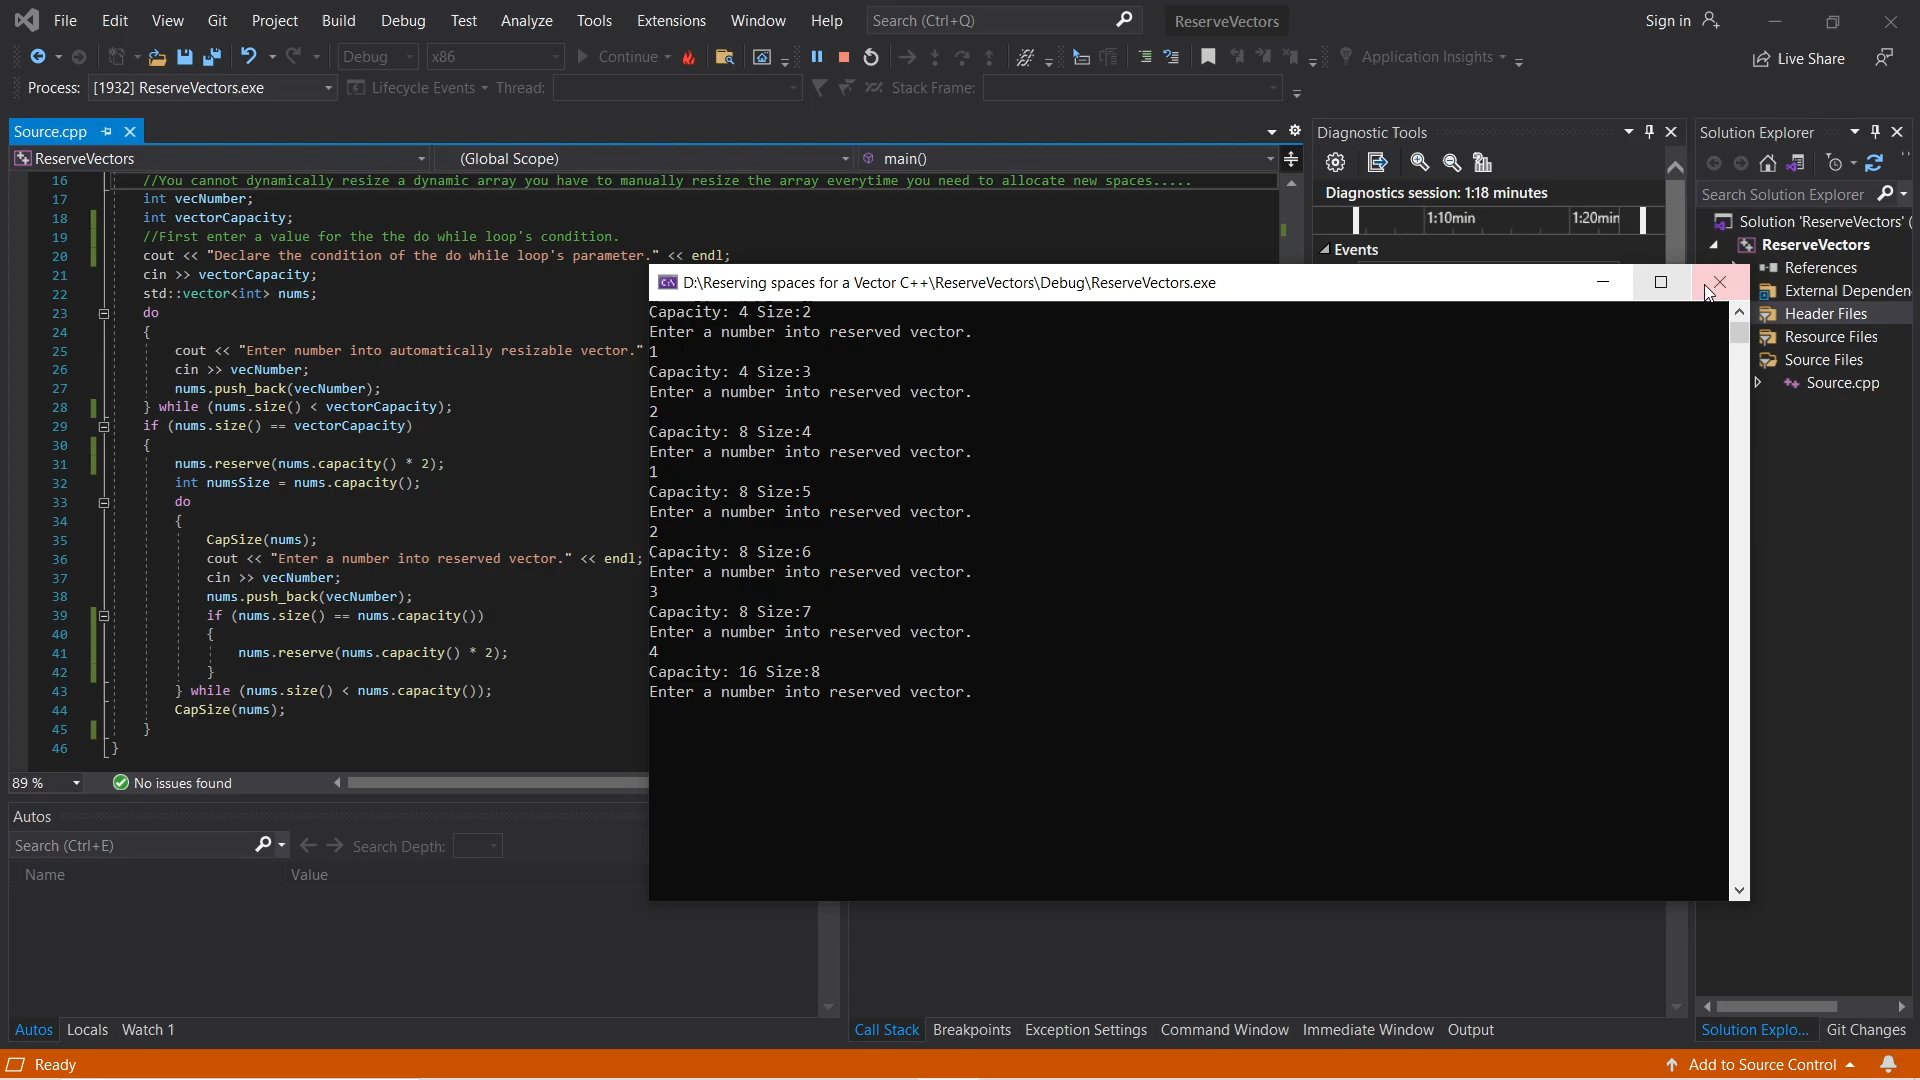 File Edit View Git Project Build Debug Test Analyze Tools Extensions Window Help Search (Ctrl+Q) ReserveVectors Sign in
Debug x86 Continue Application Insights Live Share
Process: [1932] ReserveVectors.exe Lifecycle Events Thread: Stack Frame:
Source.cpp
ReserveVectors (Global Scope) main()
16 //You cannot dynamically resize a dynamic array you have to manually resize the array everytime you need to allocate new spaces.....
17 int vecNumber;
18 int vectorCapacity;
19 //First enter a value for the the do while loop's condition.
20 cout << "Declare the condition of the do while loop's parameter." << endl;
21 cin >> vectorCapacity;
22 std::vector<int> nums;
23 do
24 {
25 cout << "Enter number into automatically resizable vector."
26 cin >> vecNumber;
27 nums.push_back(vecNumber);
28 } while (nums.size() < vectorCapacity);
29 if (nums.size() == vectorCapacity)
30 {
31 nums.reserve(nums.capacity() * 2);
32 int numsSize = nums.capacity();
33 do
34 {
35 CapSize(nums);
36 cout << "Enter a number into reserved vector." << endl;
37 cin >> vecNumber;
38 nums.push_back(vecNumber);
39 if (nums.size() == nums.capacity())
40 {
41 nums.reserve(nums.capacity() * 2);
42 }
43 } while (nums.size() < nums.capacity());
44 CapSize(nums);
45 }
46 }
89 % No issues found
D:\Reserving spaces for a Vector C++\ReserveVectors\Debug\ReserveVectors.exe
Capacity: 4 Size:2
Enter a number into reserved vector.
1
Capacity: 4 Size:3
Enter a number into reserved vector.
2
Capacity: 8 Size:4
Enter a number into reserved vector.
1
Capacity: 8 Size:5
Enter a number into reserved vector.
2
Capacity: 8 Size:6
Enter a number into reserved vector.
3
Capacity: 8 Size:7
Enter a number into reserved vector.
4
Capacity: 16 Size:8
Enter a number into reserved vector.
Diagnostic Tools
Diagnostics session: 1:18 minutes
1:10min 1:20min
Events
Solution Explorer
Search Solution Explorer
Solution 'ReserveVectors' (
ReserveVectors
References
External Dependen
Header Files
Resource Files
Source Files
Source.cpp
Autos
Search (Ctrl+E) Search Depth:
Name Value
Autos Locals Watch 1
Call Stack Breakpoints Exception Settings Command Window Immediate Window Output
Solution Explo... Git Changes
Ready Add to Source Control